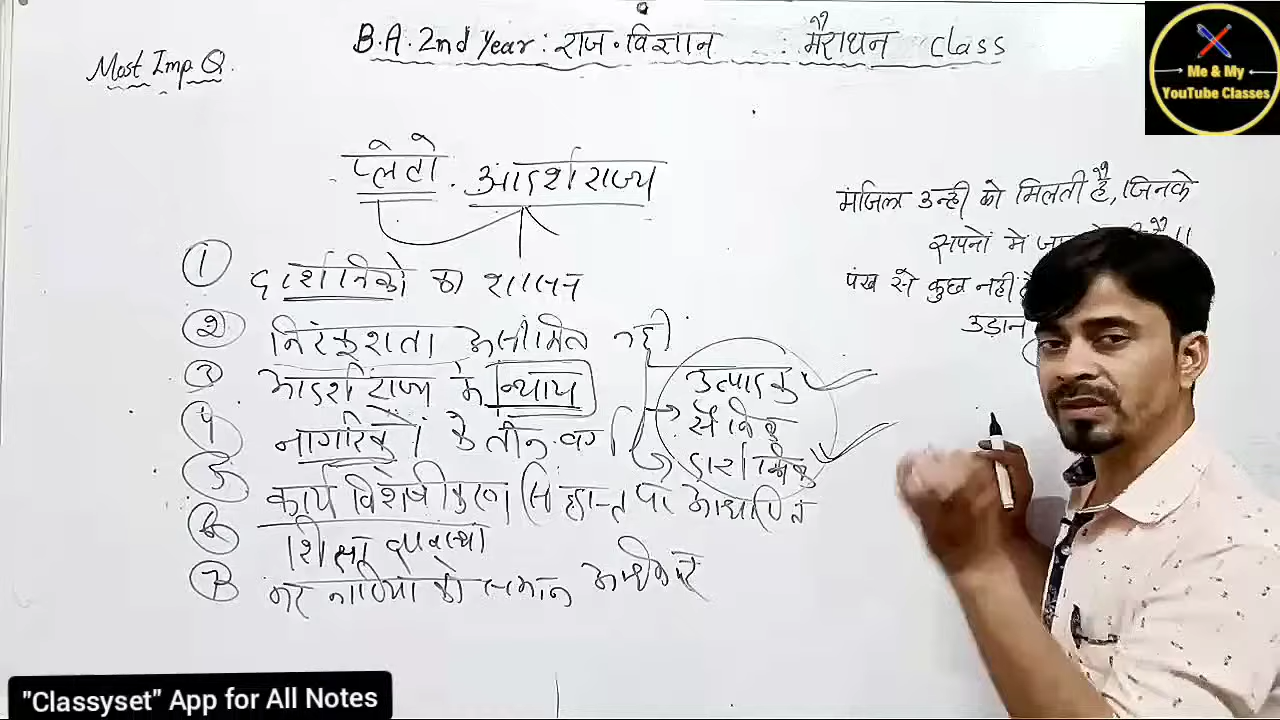 B.A. 2nd Year : राज. विज्ञान : मैराथन Class
Most Imp Q.
Me & My
YouTube Classes
प्लेटो . आदर्शराज्य
मंजिल उन्ही को मिलती है, जिनके
सपनों में
पंख से कुछ नहीं
उड़ान
① दार्शनिको का शासन
② निरंकुशता असीमित नही
③ आदर्श राज्य मे न्याय
④ नागरिकों के तीन वर्ग
उत्पादक
सैनिक
दार्शनिक
⑤ कार्य विशेषीकरण सिद्धान्त पर आधारित
⑥ शिक्षा व्यवस्था
⑦ नर नारियो को समान अधिकार
"Classyset" App for All Notes